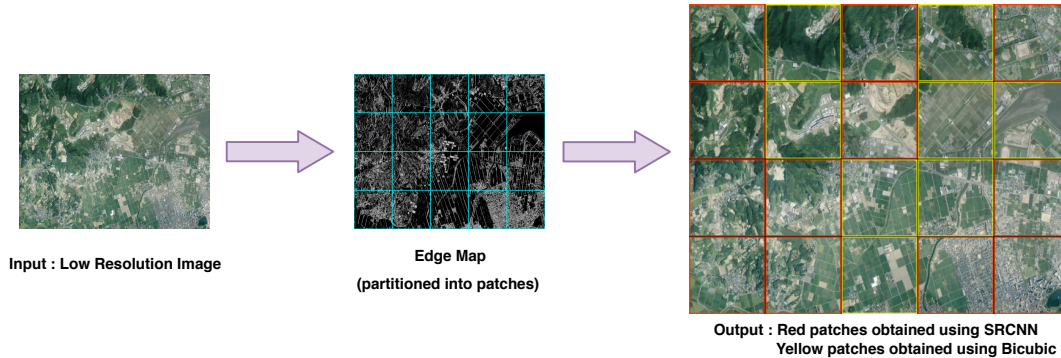 Input : Low Resolution Image
Edge Map
(partitioned into patches)
Output : Red patches obtained using SRCNN
Yellow patches obtained using Bicubic